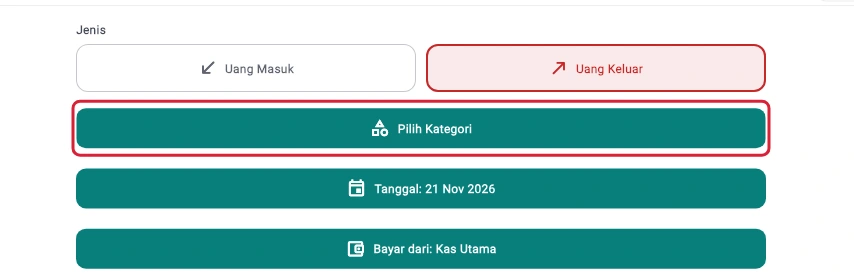 Jenis
Uang Masuk
Uang Keluar
Pilih Kategori
Tanggal: 21 Nov 2026
Bayar dari: Kas Utama